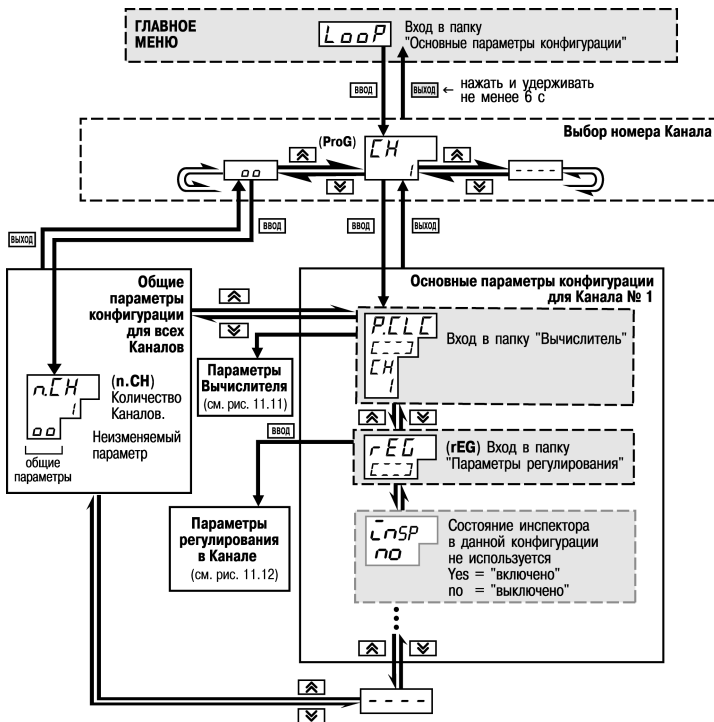 ГЛАВНОЕ
МЕНЮ
LooP
Вход в папку
"Основные параметры конфигурации"
ВВОД
ВЫХОД
← нажать и удерживать
не менее 6 с
Выбор номера Канала
(ProG)
CH
1
oo
- - - -
ВЫХОД
ВВОД
ВВОД
ВЫХОД
Общие
параметры
конфигурации
для всех
Каналов
n.CH
1
oo
(n.CH)
Количество
Каналов.
Неизменяемый
параметр
общие
параметры
Основные параметры конфигурации
для Канала № 1
P.CLC
[---]
CH
1
Вход в папку "Вычислитель"
Параметры
Вычислителя
(см. рис. 11.11)
ВВОД
rEG
[---]
(rEG) Вход в папку
"Параметры регулирования"
Параметры
регулирования
в Канале
(см. рис. 11.12)
inSP
no
Состояние инспектора
в данной конфигурации
не используется
Yes = "включено"
no = "выключено"
- - - -